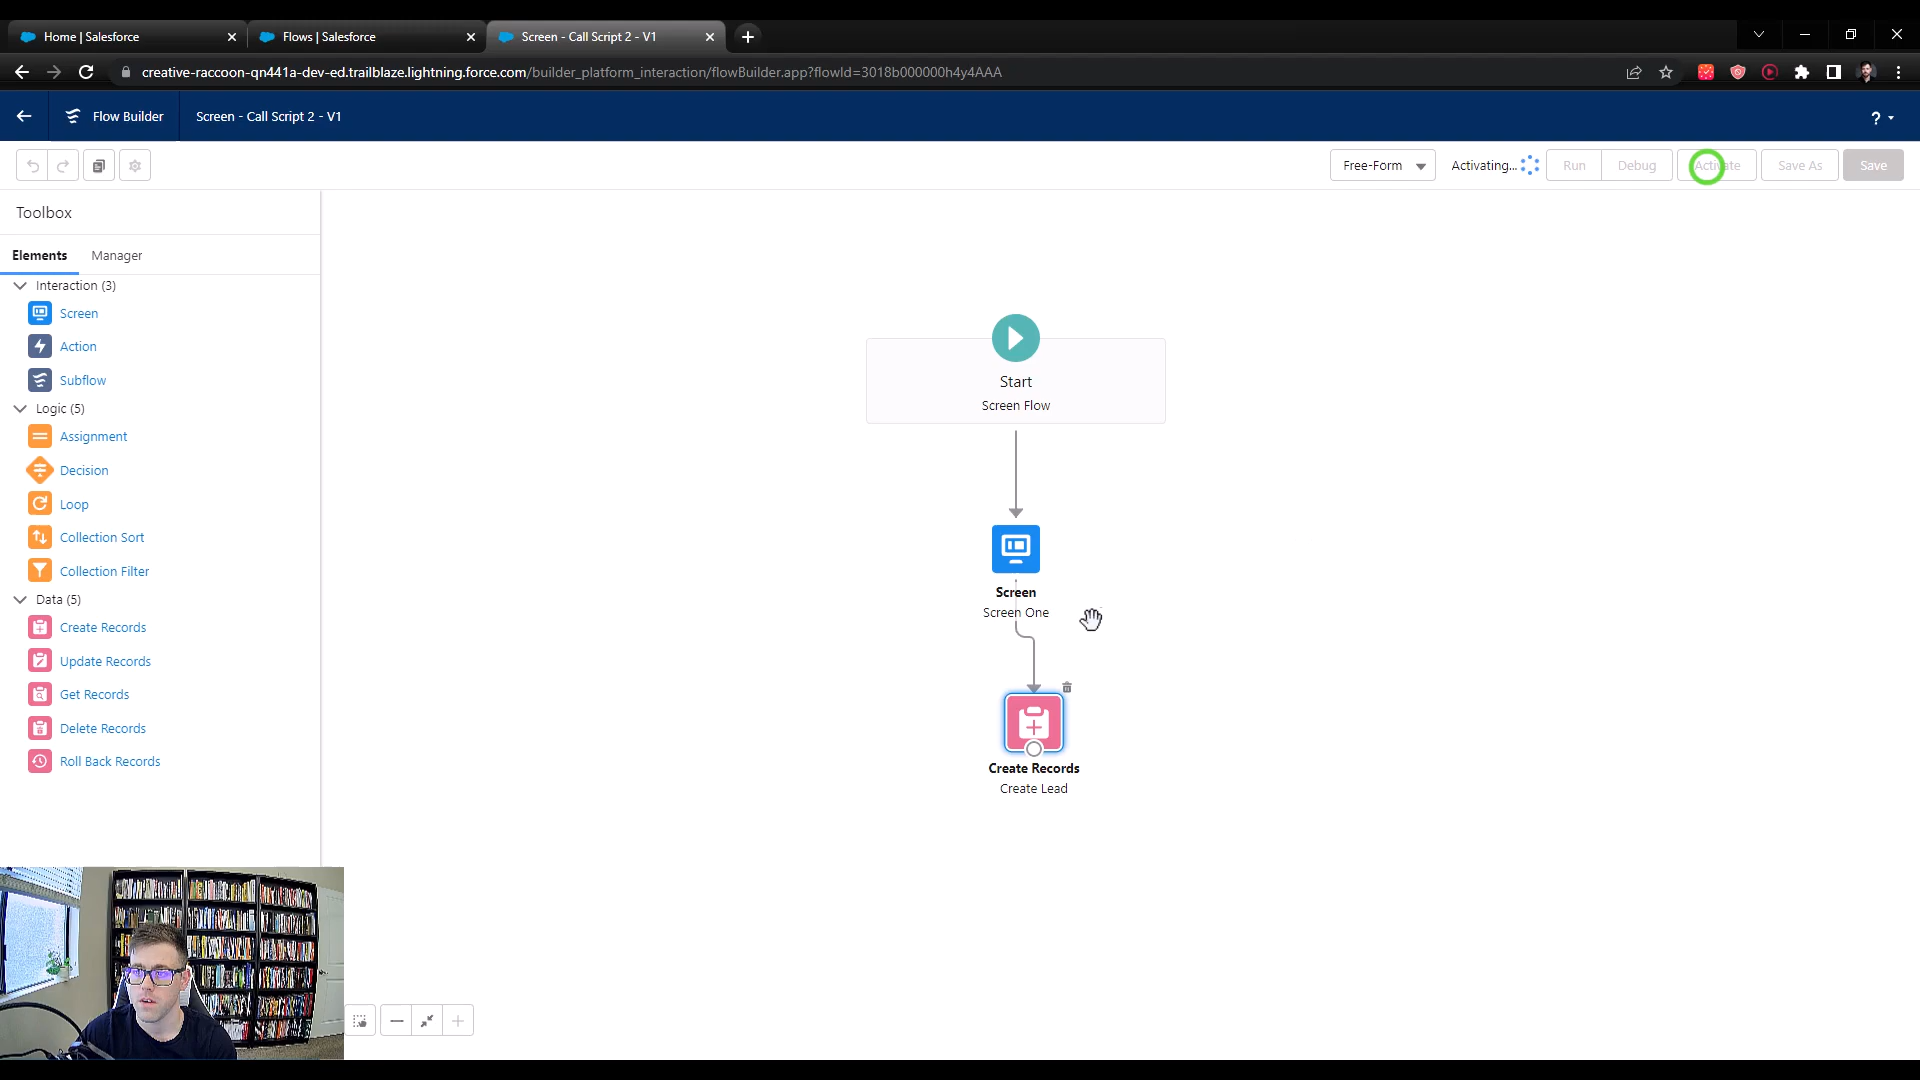 Home | Salesforce
Flows | Salesforce
Screen - Call Script 2 - V1
creative-raccoon-qn441a-dev-ed.trailblaze.lightning.force.com/builder_platform_interaction/flowBuilder.app?flowId=3018b000000h4y4AAA
Flow Builder
Screen - Call Script 2 - V1
?
Free-Form
Activating...
Run
Debug
Activate
Save As
Save
Toolbox
Elements
Manager
Interaction (3)
Screen
Action
Subflow
Logic (5)
Assignment
Decision
Loop
Collection Sort
Collection Filter
Data (5)
Create Records
Update Records
Get Records
Delete Records
Roll Back Records
Start
Screen Flow
Screen
Screen One
Create Records
Create Lead